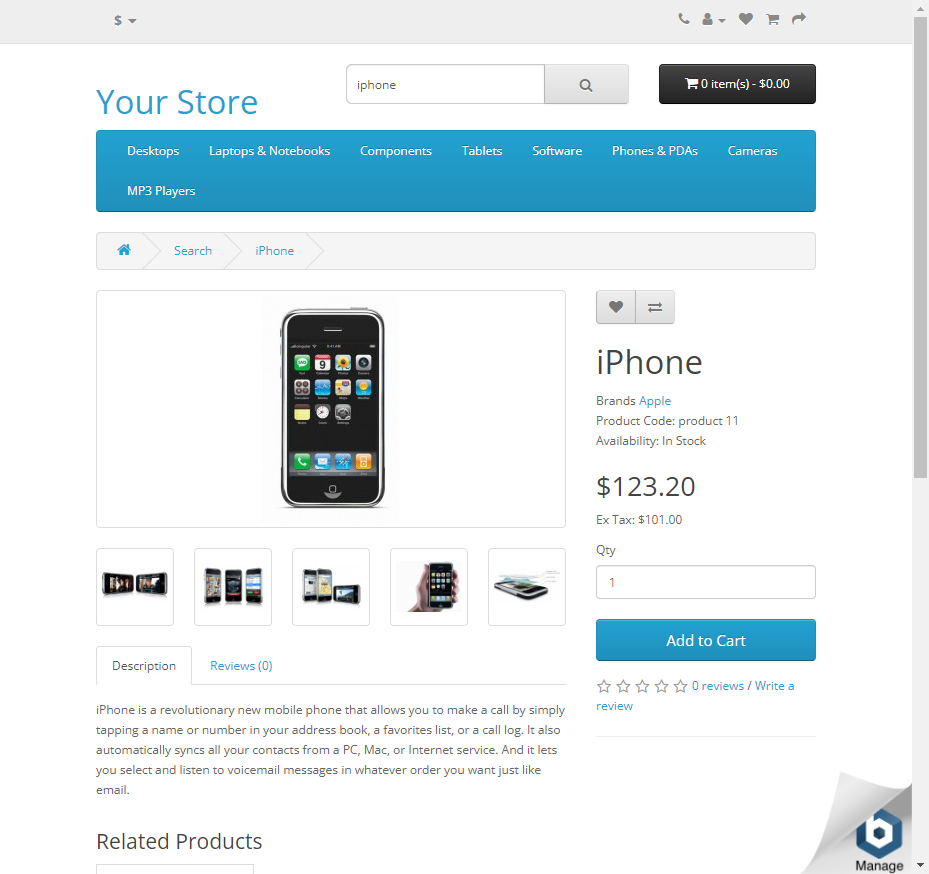 $
Your Store
iphone
0 item(s) - $0.00
Desktops
Laptops & Notebooks
Components
Tablets
Software
Phones & PDAs
Cameras
MP3 Players
Search
iPhone
iPhone
Brands Apple
Product Code: product 11
Availability: In Stock
$123.20
Ex Tax: $101.00
Qty
1
Add to Cart
0 reviews / Write a
review
Description
Reviews (0)
iPhone is a revolutionary new mobile phone that allows you to make a call by simply
tapping a name or number in your address book, a favorites list, or a call log. It also
automatically syncs all your contacts from a PC, Mac, or Internet service. And it lets
you select and listen to voicemail messages in whatever order you want just like
email.
Related Products
Manage